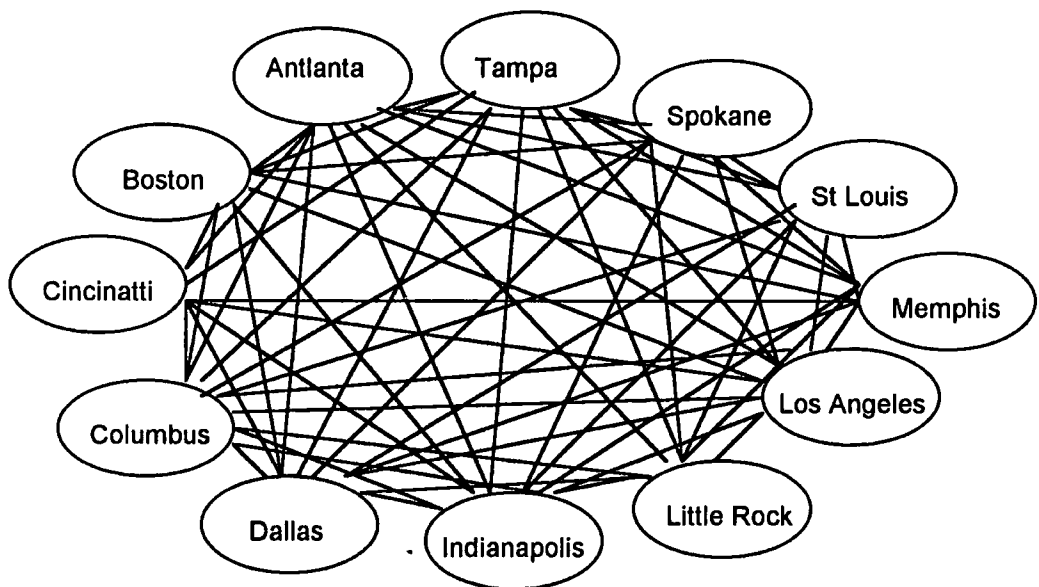 Antlanta
Tampa
Spokane
Boston
St Louis
Cincinatti
Memphis
Los Angeles
Columbus
Little Rock
Dallas
Indianapolis